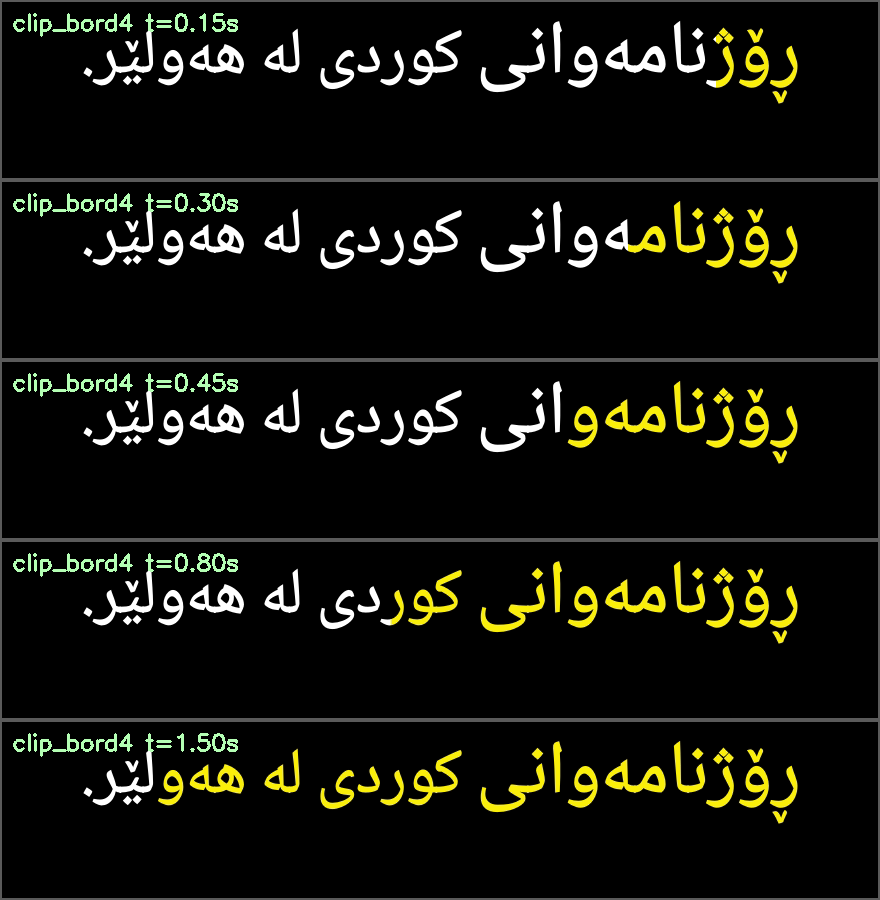 clip_bord4 t=0.15s
ڕۆژنامەوانی کوردی لە هەولێر.
clip_bord4 t=0.30s
ڕۆژنامەوانی کوردی لە هەولێر.
clip_bord4 t=0.45s
ڕۆژنامەوانی کوردی لە هەولێر.
clip_bord4 t=0.80s
ڕۆژنامەوانی کوردی لە هەولێر.
clip_bord4 t=1.50s
ڕۆژنامەوانی کوردی لە هەولێر.